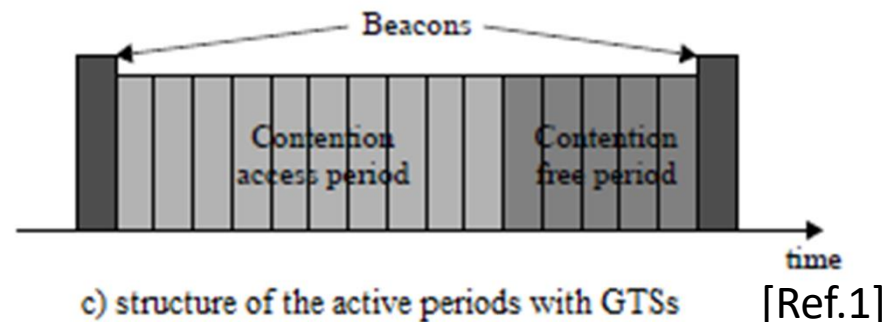 Beacons
Contention
access period
Contention
free period
time
c) structure of the active periods with GTSs
[Ref.1]